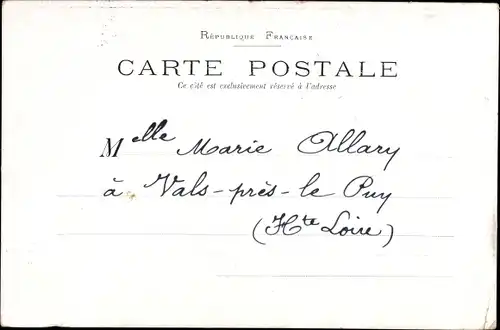 République Française
CARTE POSTALE
Ce côté est exclusivement réservé à l'adresse
Melle Marie Allary
à Vals-près-le Puy
(Hte Loire)